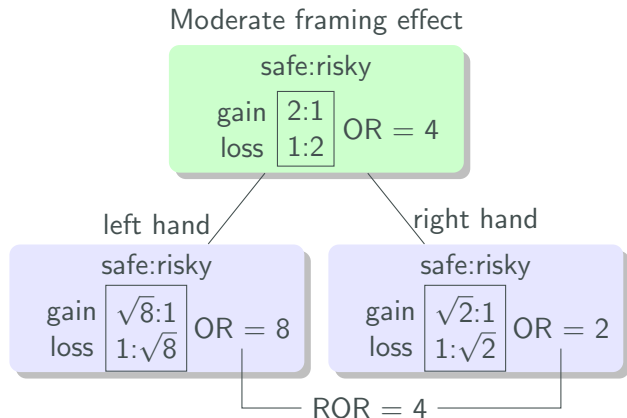 Moderate framing effect
safe:risky
gain 2:1
loss 1:2
OR = 4
left hand
right hand
safe:risky
gain √8:1
loss 1:√8
OR = 8
safe:risky
gain √2:1
loss 1:√2
OR = 2
ROR = 4